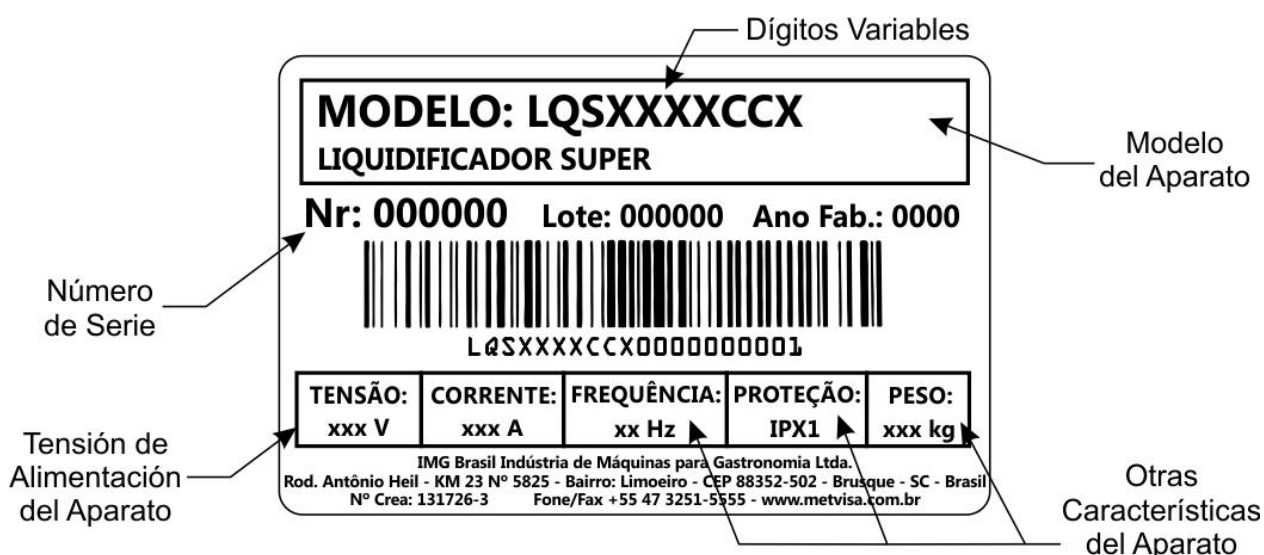 Dígitos Variables
MODELO: LQSXXXXCCX
LIQUIDIFICADOR SUPER
Modelo
del Aparato
Nr: 000000 Lote: 000000 Ano Fab.: 0000
Número
de Serie
LQSXXXXCCX0000000001
TENSÃO: CORRENTE: FREQUÊNCIA: PROTEÇÃO: PESO:
xxx V xxx A xx Hz IPX1 xxx kg
Tensión de
Alimentación
del Aparato
IMG Brasil Indústria de Máquinas para Gastronomia Ltda.
Rod. Antônio Heil - KM 23 Nº 5825 - Bairro: Limoeiro - CEP 88352-502 - Brusque - SC - Brasil
Nº Crea: 131726-3 Fone/Fax +55 47 3251-5555 - www.metvisa.com.br
Otras
Características
del Aparato